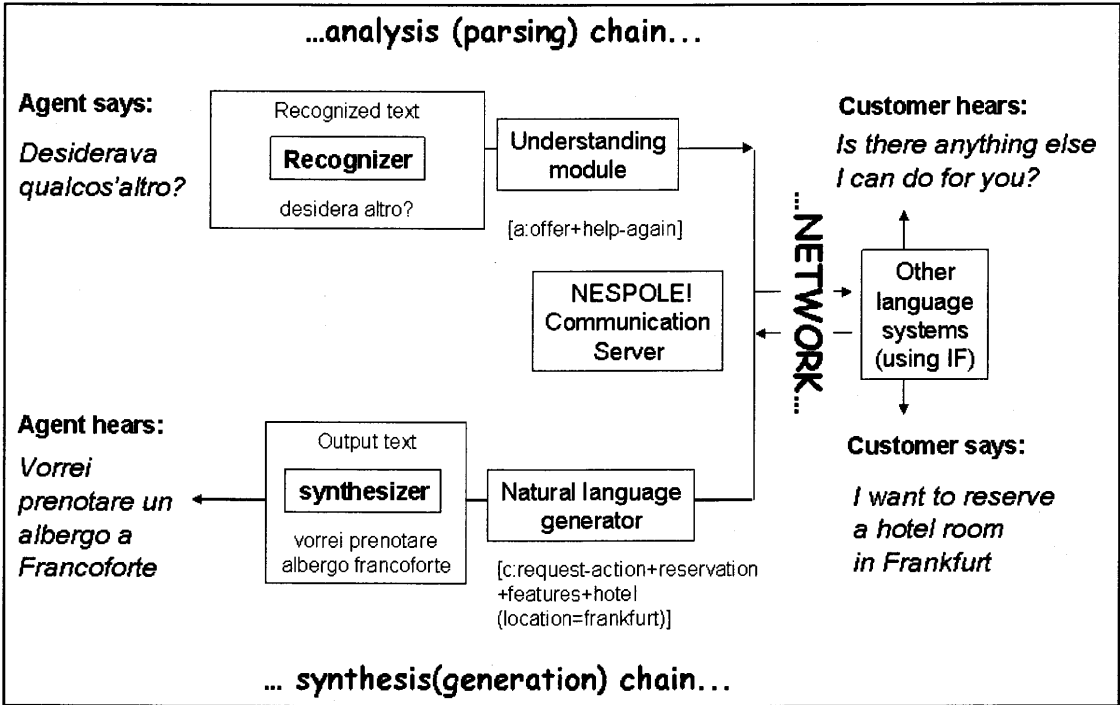 ...analysis (parsing) chain...
Agent says:
Desiderava
qualcos'altro?
Recognized text
Recognizer
desidera altro?
Understanding
module
[a:offer+help-again]
Customer hears:
Is there anything else
I can do for you?
NESPOLE!
Communication
Server
...NETWORK...
Other
language
systems
(using IF)
Agent hears:
Vorrei
prenotare un
albergo a
Francoforte
Output text
synthesizer
vorrei prenotare
albergo francoforte
Natural language
generator
[c:request-action+reservation
+features+hotel
(location=frankfurt)]
Customer says:
I want to reserve
a hotel room
in Frankfurt
... synthesis(generation) chain...